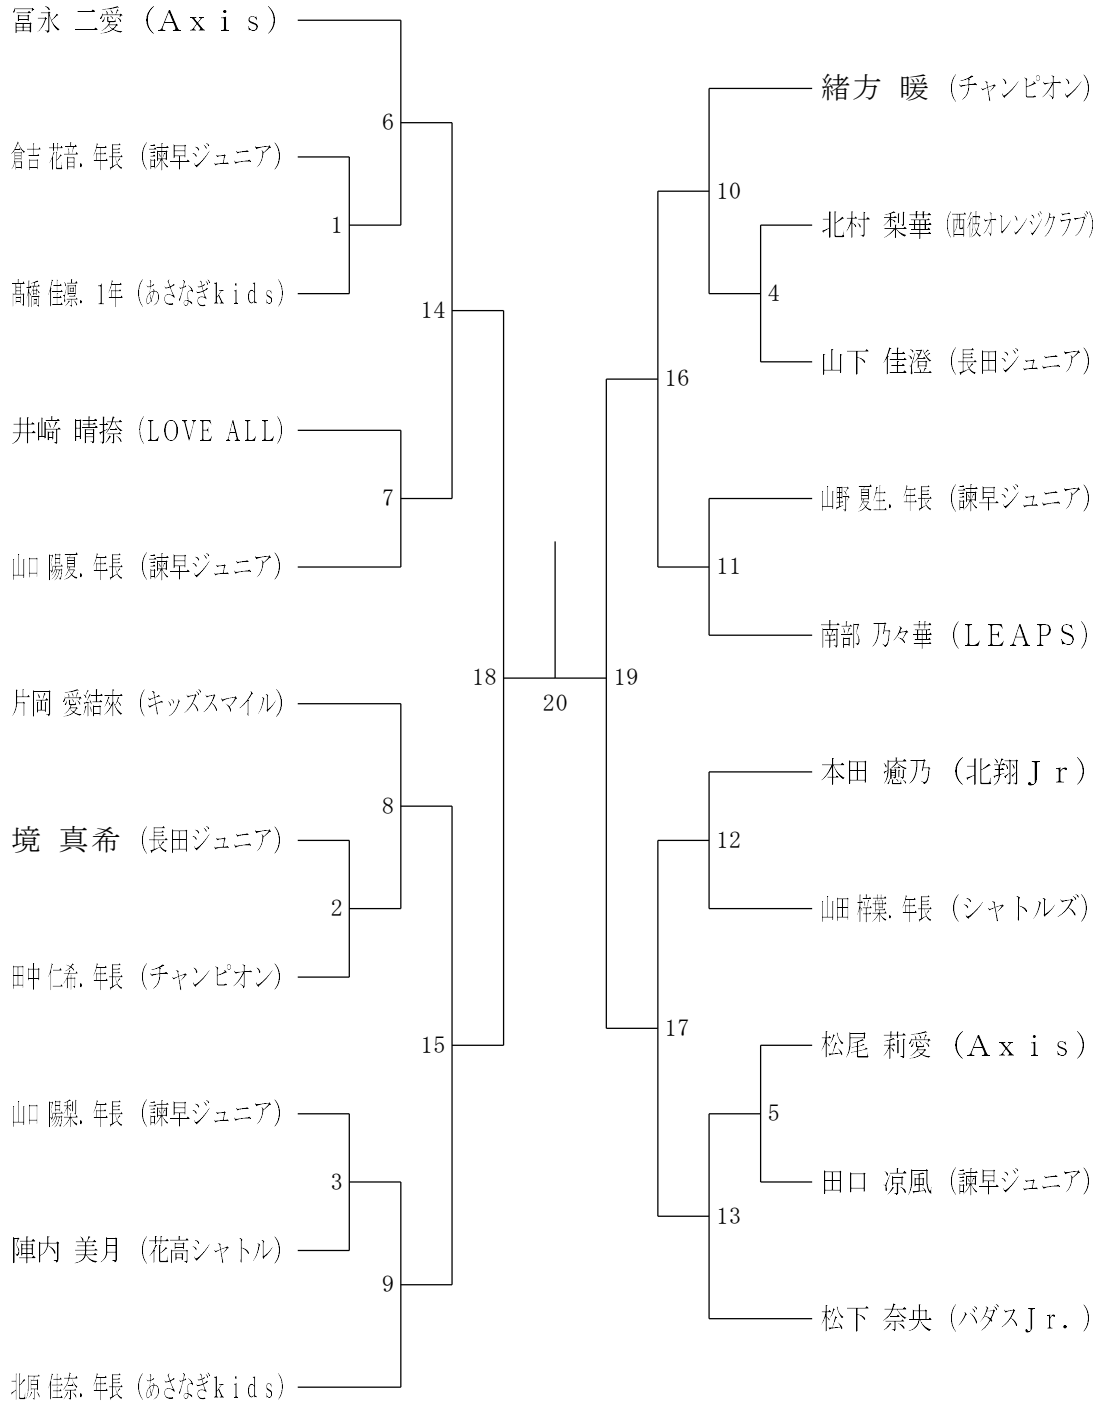 冨永 二愛 (Ａｘｉｓ)
6
倉吉 花音. 年長 (諫早ジュニア)
1
髙橋 佳凛. 1年 (あさなぎｋｉｄｓ)
14
井﨑 晴捺 (LOVE ALL)
7
山口 陽夏. 年長 (諫早ジュニア)
18
片岡 愛結來 (キッズスマイル)
8
境 真希 (長田ジュニア)
2
田中 仁希. 年長 (チャンピオン)
15
山口 陽梨. 年長 (諫早ジュニア)
3
陣内 美月 (花高シャトル)
9
北原 佳奈. 年長 (あさなぎｋｉｄｓ)
20
緒方 暖 (チャンピオン)
10
北村 梨華 (西彼オレンジクラブ)
4
山下 佳澄 (長田ジュニア)
16
山野 夏生. 年長 (諫早ジュニア)
11
南部 乃々華 (ＬＥＡＰＳ)
19
本田 癒乃 (北翔Ｊｒ)
12
山田 梓葉. 年長 (シャトルズ)
17
松尾 莉愛 (Ａｘｉｓ)
5
田口 凉風 (諫早ジュニア)
13
松下 奈央 (バダスＪｒ.)